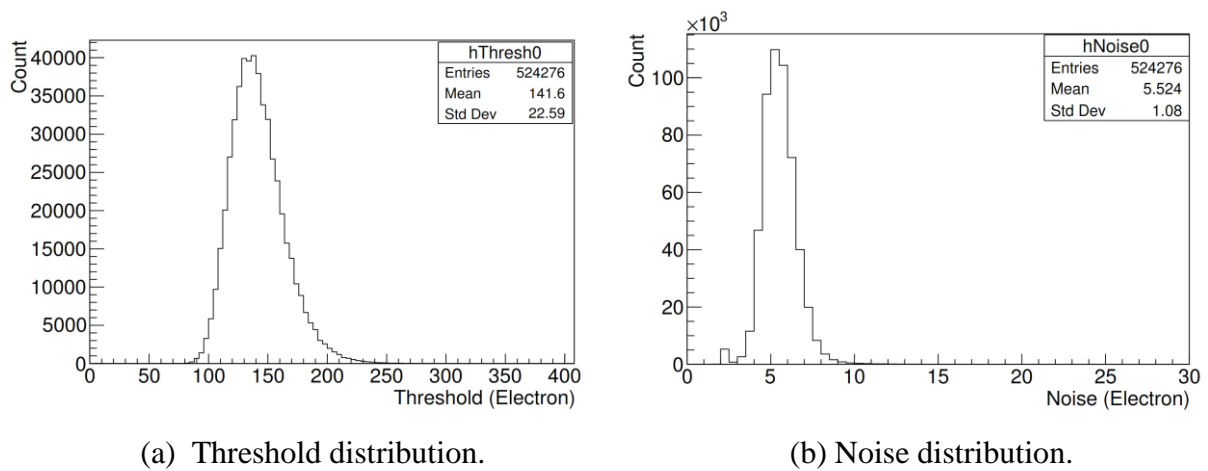 Count
40000
35000
30000
25000
20000
15000
10000
5000
0
0 50 100 150 200 250 300 350 400
Threshold (Electron)
hThresh0
Entries 524276
Mean 141.6
Std Dev 22.59
(a) Threshold distribution.
×10³
Count
100
80
60
40
20
0
0 5 10 15 20 25 30
Noise (Electron)
hNoise0
Entries 524276
Mean 5.524
Std Dev 1.08
(b) Noise distribution.